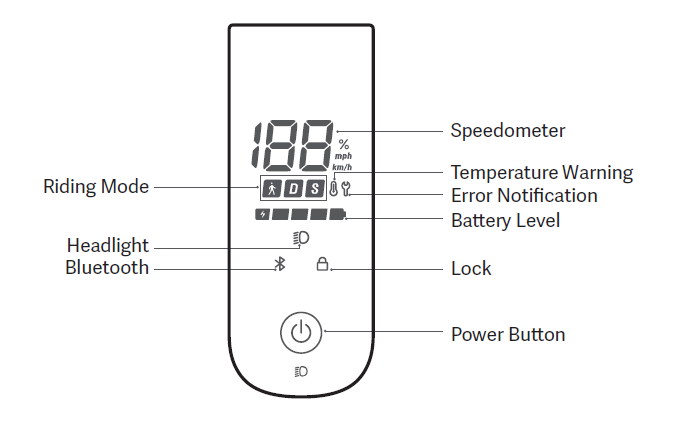 188
%
mph
km/h
Speedometer
Temperature Warning
Riding Mode
D S
Error Notification
Battery Level
Headlight
Bluetooth
Lock
Power Button